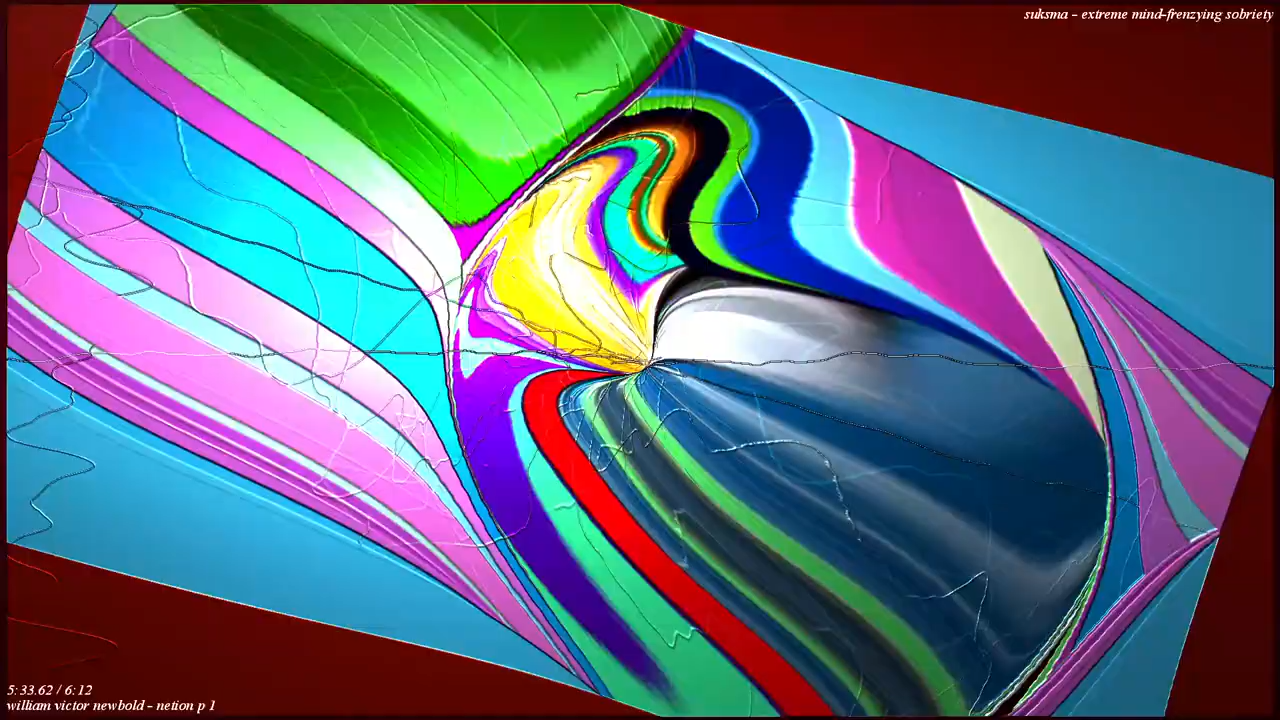 suksma - extreme mind-frenzying sobriety
5:33.62 / 6:12
william victor newbold - netion p 1